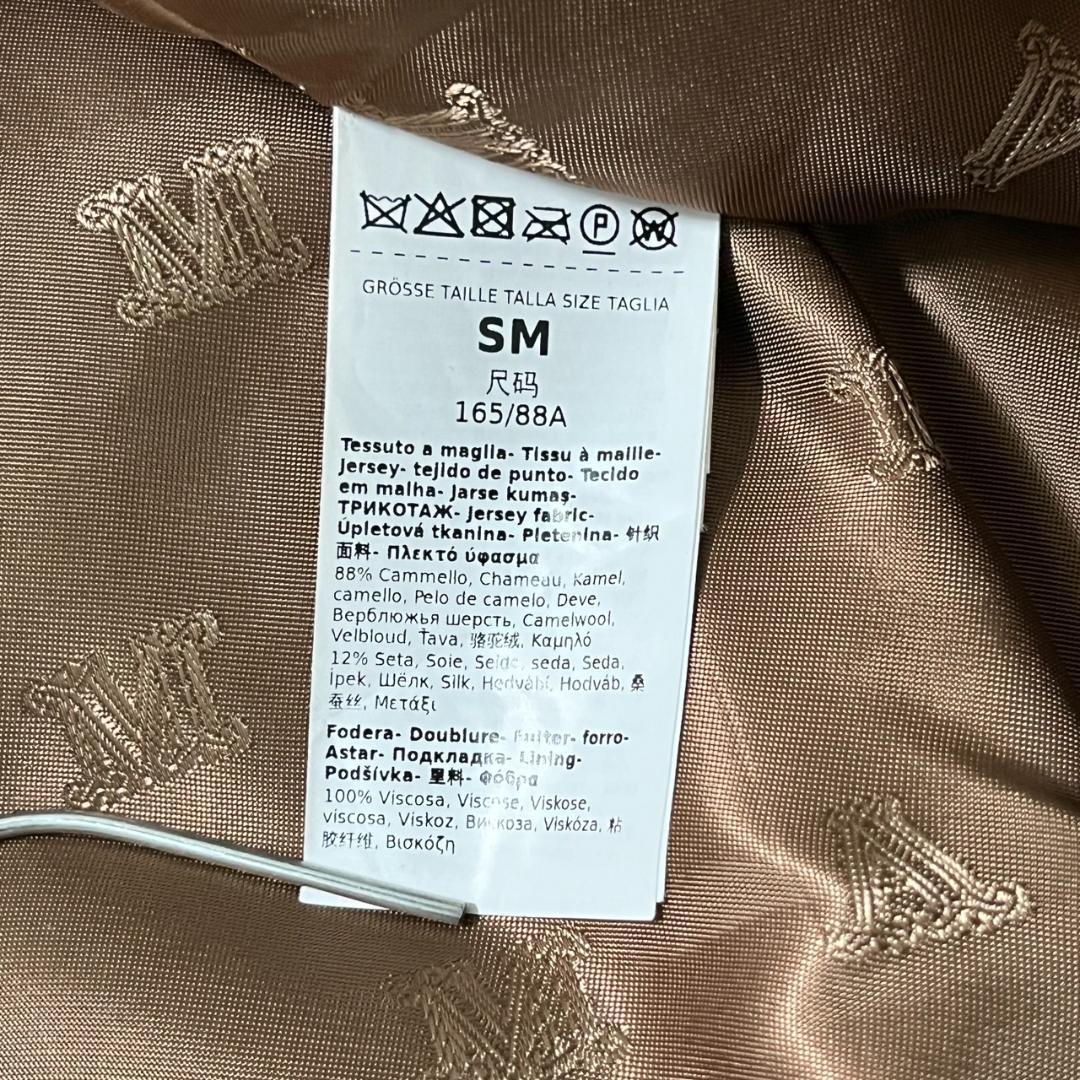 GRÖSSE TAILLE TALLA SIZE TAGLIA
SM
尺码
165/88A
Tessuto a maglia- Tissu à maille-
Jersey- tejido de punto- Tecido
em malha- Jarse kumaş-
ТРИКОТАЖ- Jersey fabric-
Úpletová tkanina- Pletenina- 针织
面料- Πλεκτό ύφασμα
88% Cammello, Chameau, Kamel,
camello, Pelo de camelo, Deve,
Верблюжья шерсть, Camelwool,
Velbloud, Ťava, 骆驼绒, Καμηλό
12% Seta, Soie, Seide, seda, Seda,
İpek, Шёлк, Silk, Hedvábí, Hodváb, 桑
蚕丝, Μετάξι
Fodera- Doublure- Futter- forro-
Astar- Подкладка- Lining-
Podšívka- 里料- Φόδρα
100% Viscosa, Viscose, Viskose,
viscosa, Viskoz, Вискоза, Viskóza, 粘
胶纤维, Βισκόζη